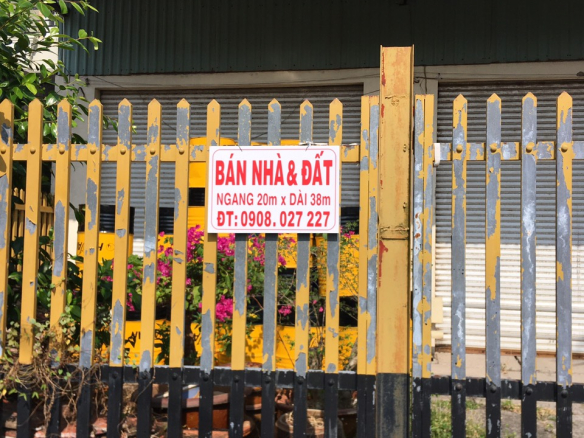 BÁN NHÀ & ĐẤT
NGANG 20m x DÀI 38m
ĐT: 0908. 027 227